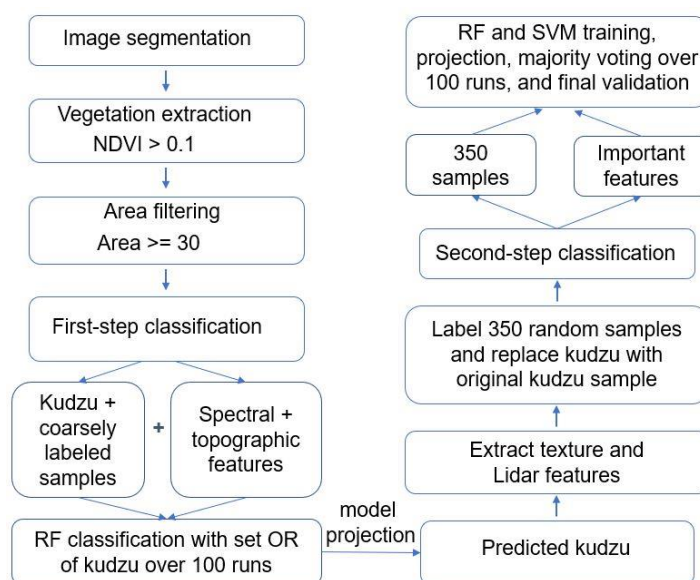 Image segmentation
Vegetation extraction
NDVI > 0.1
Area filtering
Area >= 30
First-step classification
Kudzu +
coarsely
labeled
samples
+
Spectral +
topographic
features
RF classification with set OR
of kudzu over 100 runs
model
projection
Predicted kudzu
Extract texture and
Lidar features
Label 350 random samples
and replace kudzu with
original kudzu sample
Second-step classification
350
samples
Important
features
RF and SVM training,
projection, majority voting over
100 runs, and final validation